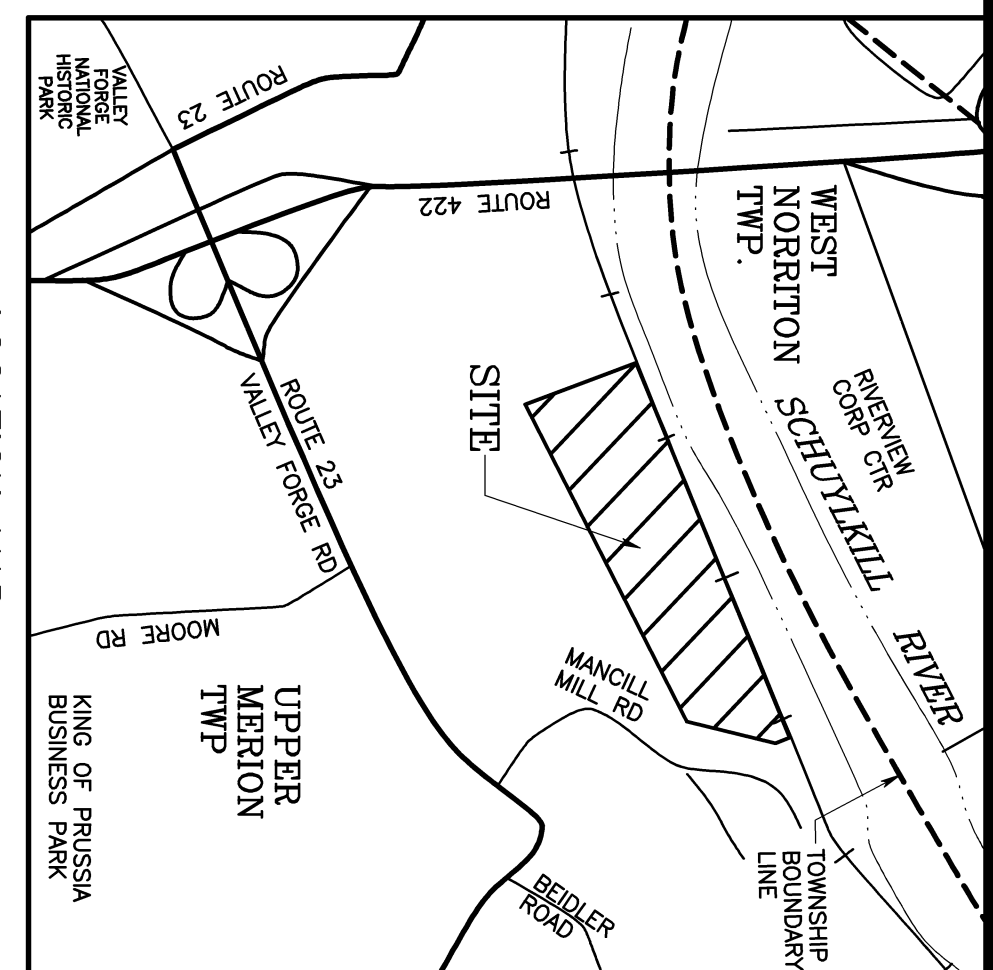 VALLEY
FORGE
NATIONAL
HISTORIC
PARK
ROUTE 23
ROUTE 422
WEST
NORRITON
TWP.
RIVERVIEW
CORP CTR
SCHUYLKILL RIVER
SITE
ROUTE 23
VALLEY FORGE RD
MOORE RD
MANCILL
MILL RD
UPPER
MERION
TWP
KING OF PRUSSIA
BUSINESS PARK
TOWNSHIP
BOUNDARY
LINE
BEIDLER
ROAD